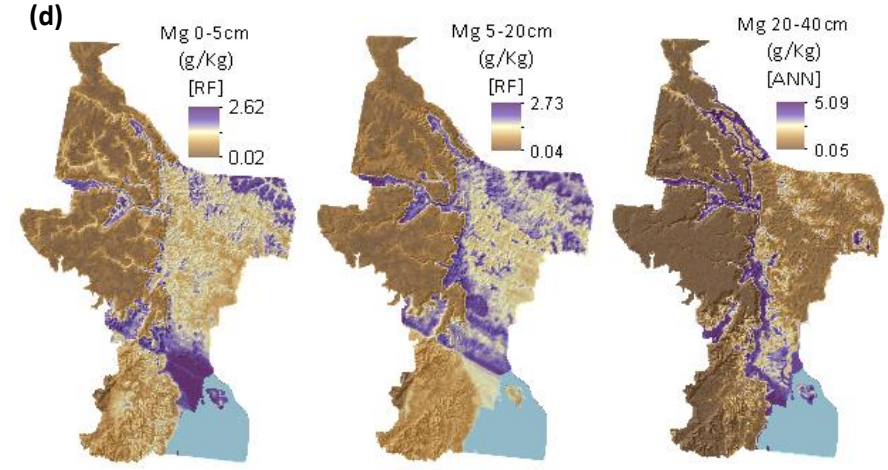 (d)
Mg 0-5cm
(g/Kg)
[RF]
2.62
0.02
Mg 5-20cm
(g/Kg)
[RF]
2.73
0.04
Mg 20-40cm
(g/Kg)
[ANN]
5.09
0.05